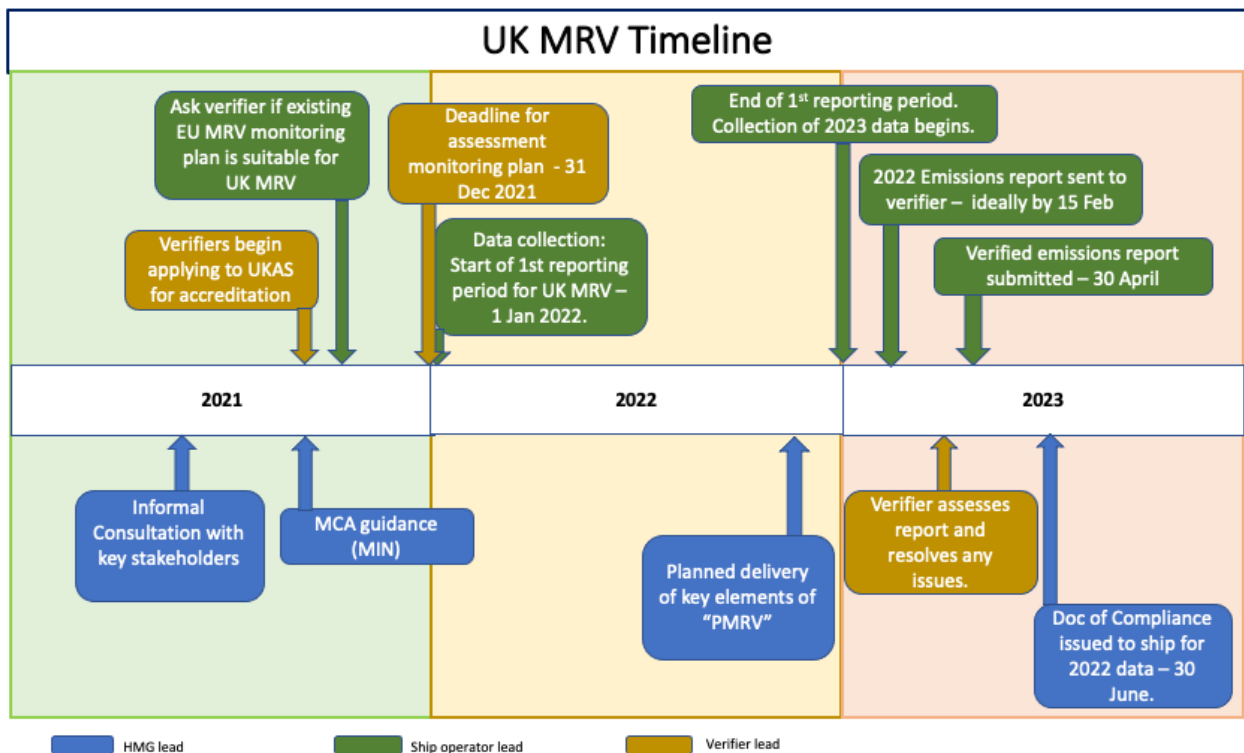 UK MRV Timeline
Ask verifier if existing
EU MRV monitoring
plan is suitable for
UK MRV
Verifiers begin
applying to UKAS
for accreditation
Deadline for
assessment
monitoring plan  - 31
Dec 2021
Data collection:
Start of 1st reporting
period for UK MRV –
1 Jan 2022.
End of 1st reporting period.
Collection of 2023 data begins.
2022 Emissions report sent to
verifier –  ideally by 15 Feb
Verified emissions report
submitted – 30 April
2021
2022
2023
Informal
Consultation with
key stakeholders
MCA guidance
(MIN)
Planned delivery
of key elements of
“PMRV”
Verifier assesses
report and
resolves any
issues.
Doc of Compliance
issued to ship for
2022 data – 30
June.
HMG lead
Ship operator lead
Verifier lead